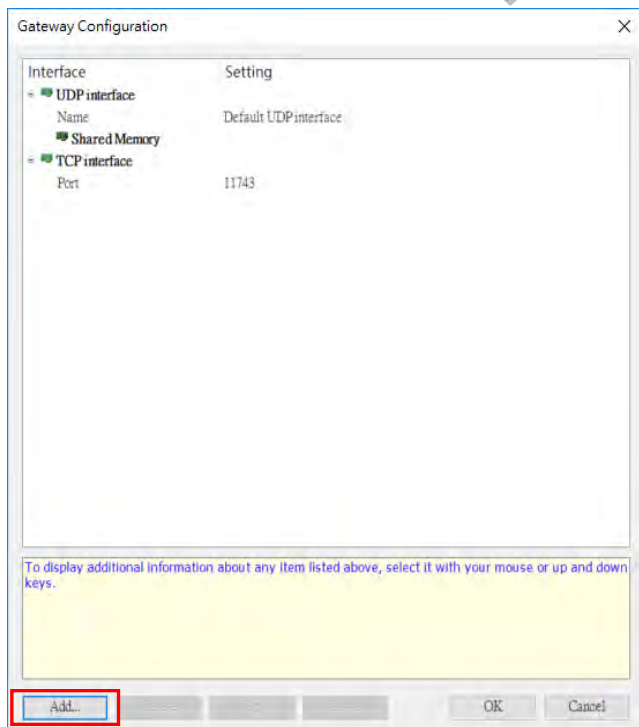 Gateway Configuration
Interface Setting
UDP interface
Name Default UDP interface
Shared Memory
TCP interface
Port 11743
To display additional information about any item listed above, select it with your mouse or up and down
keys.
Add... OK Cancel